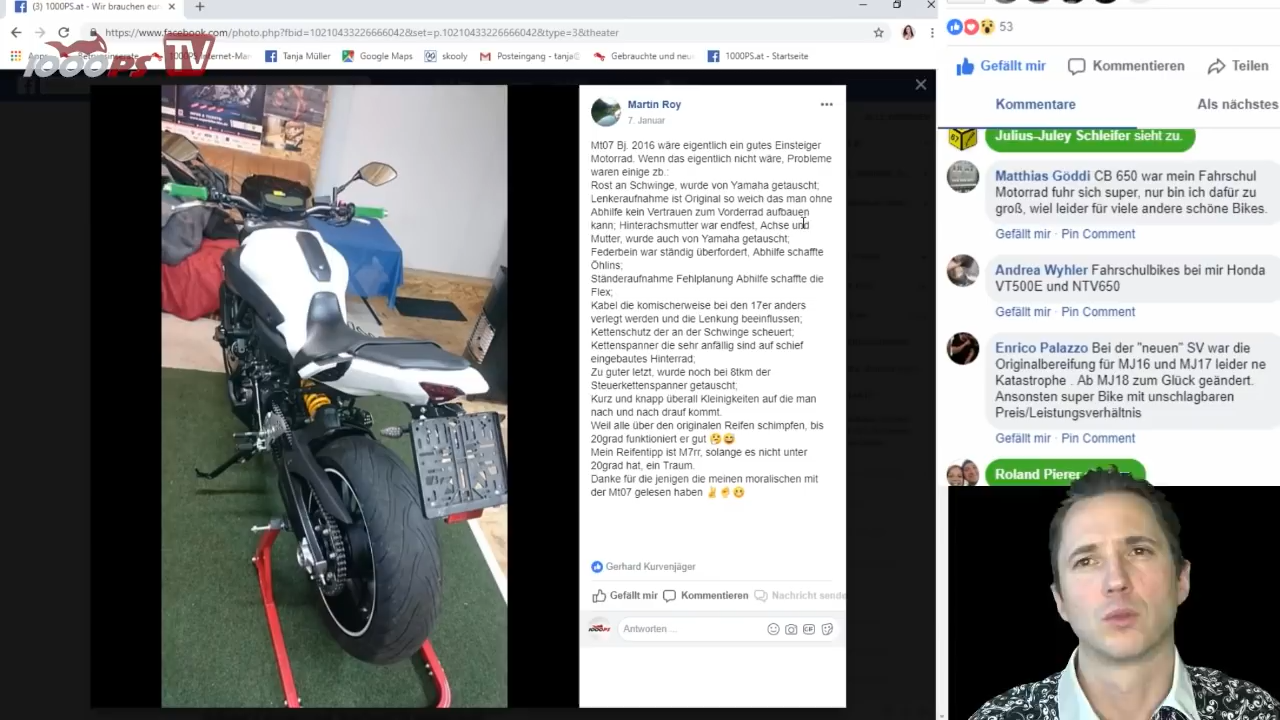 (3) 1000PS.at - Wir brauchen eur
https://www.facebook.com/photo.php?fbid=10210433226666042&set=p.10210433226666042&type=3&theater
Apps
Tanja Müller
Google Maps
skooly
Posteingang - tanja@
Gebrauchte und neue
1000PS.at - Startseite
1000PS TV
Martin Roy
7. Januar
Mt07 Bj. 2016 wäre eigentlich ein gutes Einsteiger
Motorrad. Wenn das eigentlich nicht wäre, Probleme
waren einige zb.:
Rost an Schwinge, wurde von Yamaha getauscht;
Lenkeraufnahme ist Original so weich das man ohne
Abhilfe kein Vertrauen zum Vorderrad aufbauen
kann; Hinterachsmutter war endfest, Achse und
Mutter, wurde auch von Yamaha getauscht;
Federbein war ständig überfordert, Abhilfe schaffte
Öhlins;
Ständeraufnahme Fehlplanung Abhilfe schaffte die
Flex;
Kabel die komischerweise bei den 17er anders
verlegt werden und die Lenkung beeinflussen;
Kettenschutz der an der Schwinge scheuert;
Kettenspanner die sehr anfällig sind auf schief
eingebautes Hinterrad;
Zu guter letzt, wurde noch bei 8tkm der
Steuerkettenspanner getauscht;
Kurz und knapp überall Kleinigkeiten auf die man
nach und nach drauf kommt.
Weil alle über den originalen Reifen schimpfen, bis
20grad funktioniert er gut 🤔😄
Mein Reifentipp ist M7rr, solange es nicht unter
20grad hat, ein Traum.
Danke für die jenigen die meinen moralischen mit
der Mt07 gelesen haben ✌✊😃
Gerhard Kurvenjäger
Gefällt mir Kommentieren Nachricht sende
Antworten ...
53
Gefällt mir Kommentieren Teilen
Kommentare Als nächstes
Julius-Juley Schleifer sieht zu.
Matthias Göddi CB 650 war mein Fahrschul
Motorrad fuhr sich super, nur bin ich dafür zu
groß, wiel leider für viele andere schöne Bikes.
Gefällt mir · Pin Comment
Andrea Wyhler Fahrschulbikes bei mir Honda
VT500E und NTV650
Gefällt mir · Pin Comment
Enrico Palazzo Bei der "neuen" SV war die
Originalbereifung für MJ16 und MJ17 leider ne
Katastrophe . Ab MJ18 zum Glück geändert.
Ansonsten super Bike mit unschlagbaren
Preis/Leistungverhältnis
Gefällt mir · Pin Comment
Roland Pierer